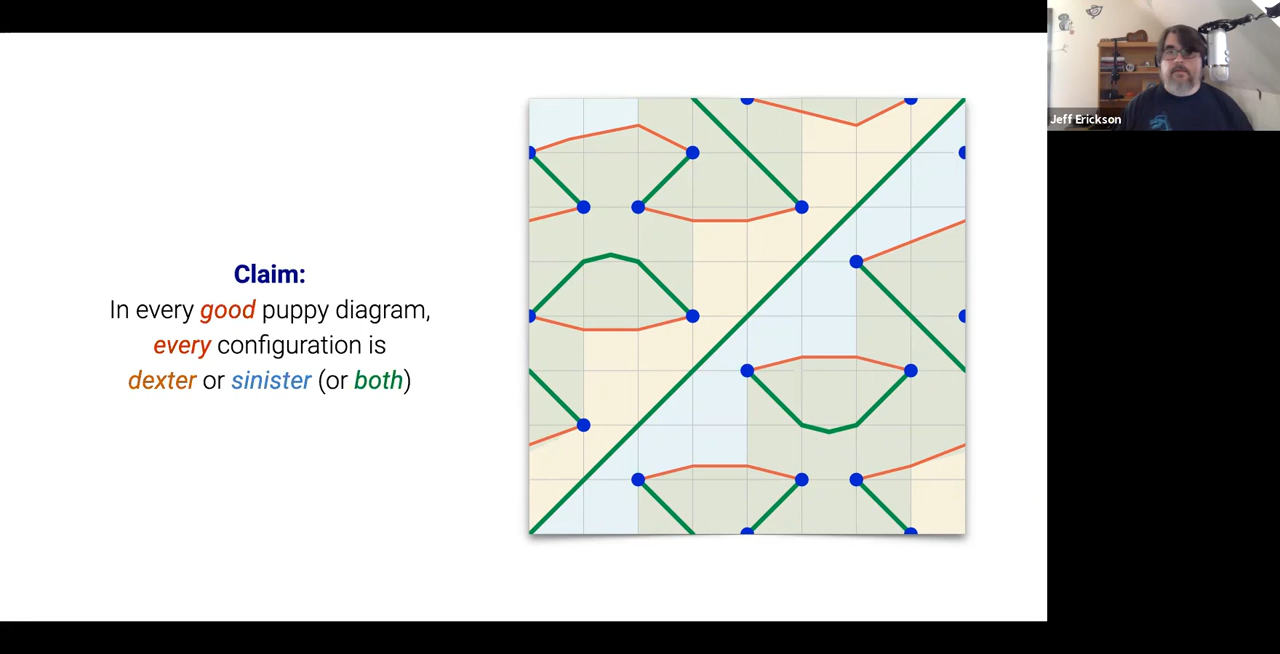 Claim:
In every good puppy diagram,
every configuration is
dexter or sinister (or both)
Jeff Erickson